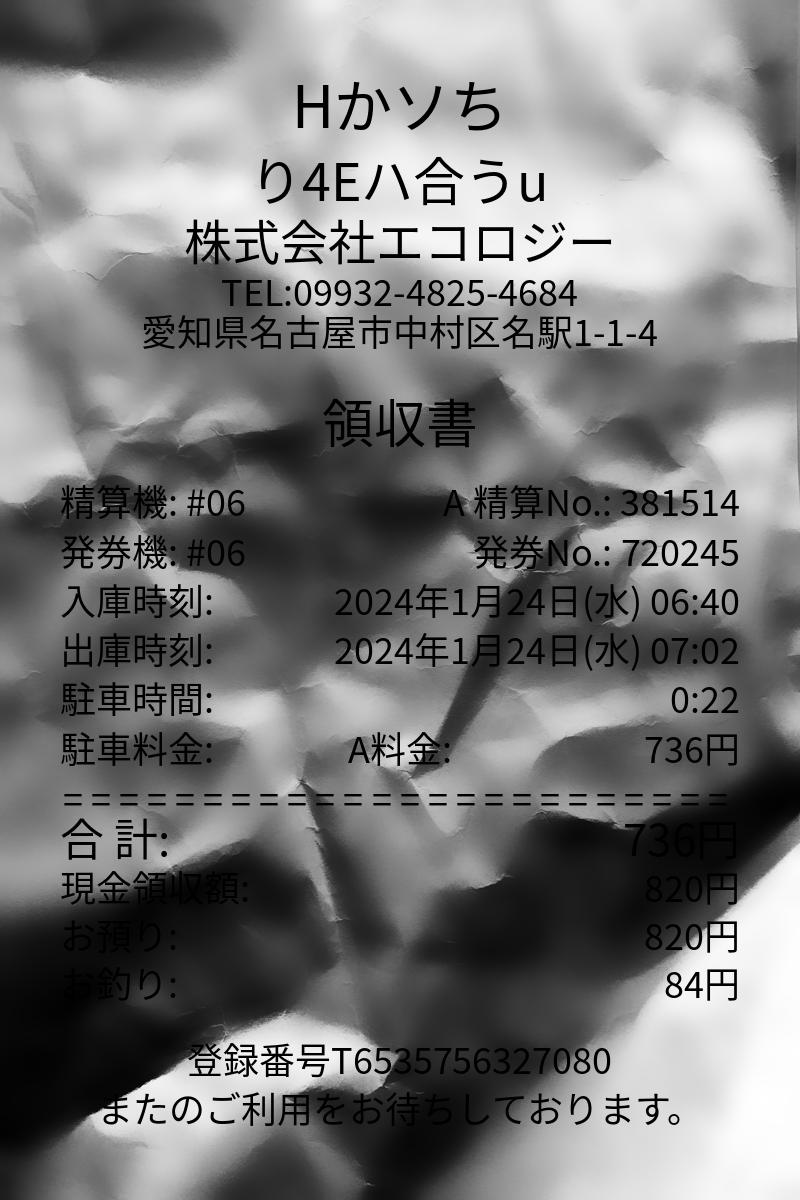 Hかソち
り4Eハ合うu
株式会社エコロジー
TEL:09932-4825-4684
愛知県名古屋市中村区名駅1-1-4
領収書
精算機: #06 A 精算No.: 381514
発券機: #06 発券No.: 720245
入庫時刻: 2024年1月24日(水) 06:40
出庫時刻: 2024年1月24日(水) 07:02
駐車時間: 0:22
駐車料金: A料金: 736円
========================
合 計: 736円
現金領収額: 820円
お預り: 820円
お釣り: 84円
登録番号T6535756327080
またのご利用をお待ちしております。